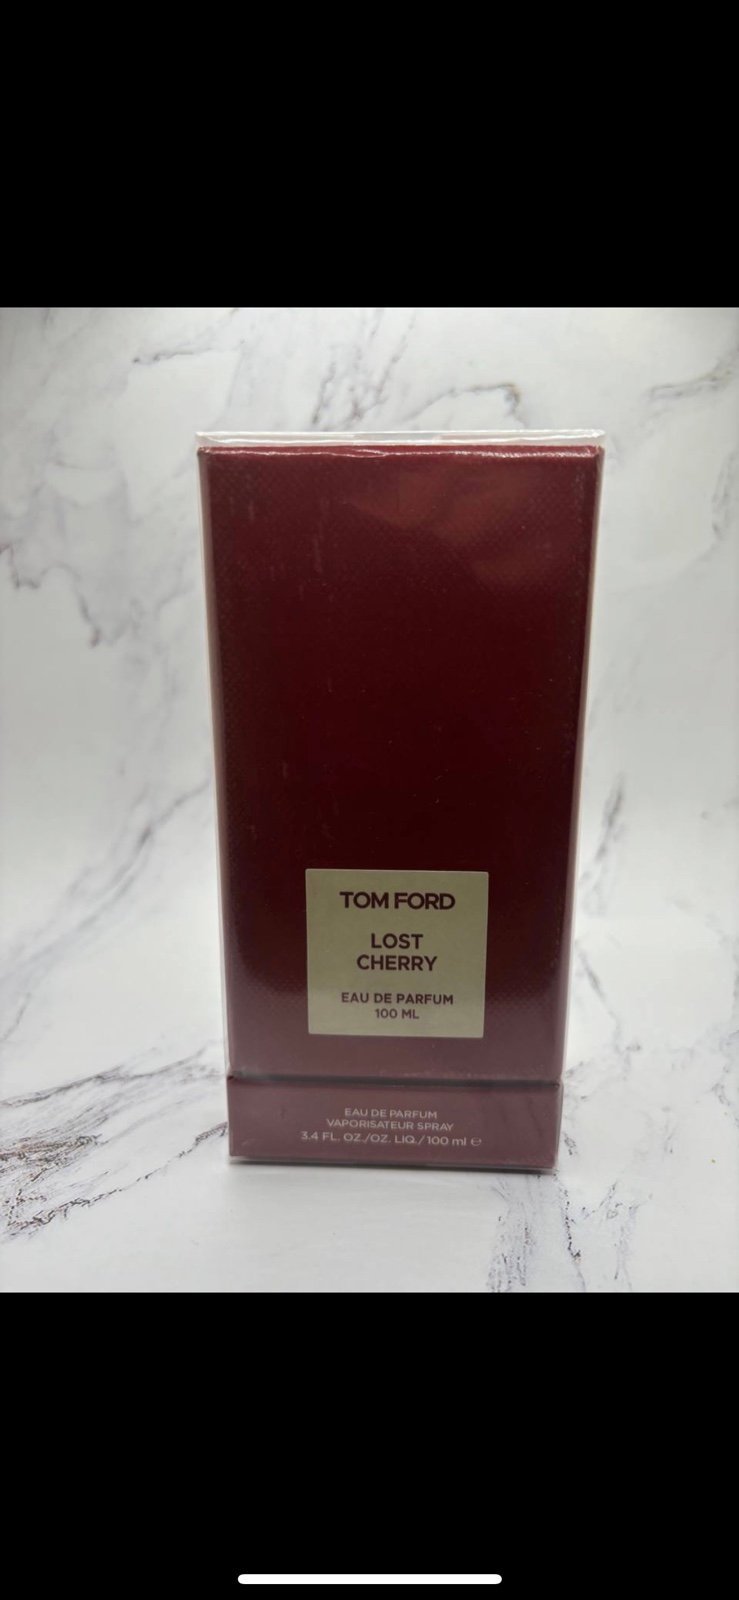 TOM FORD
LOST
CHERRY
EAU DE PARFUM
100 ML
EAU DE PARFUM
VAPORISATEUR SPRAY
3.4 FL. OZ./OZ. LIQ./100 ml ℮